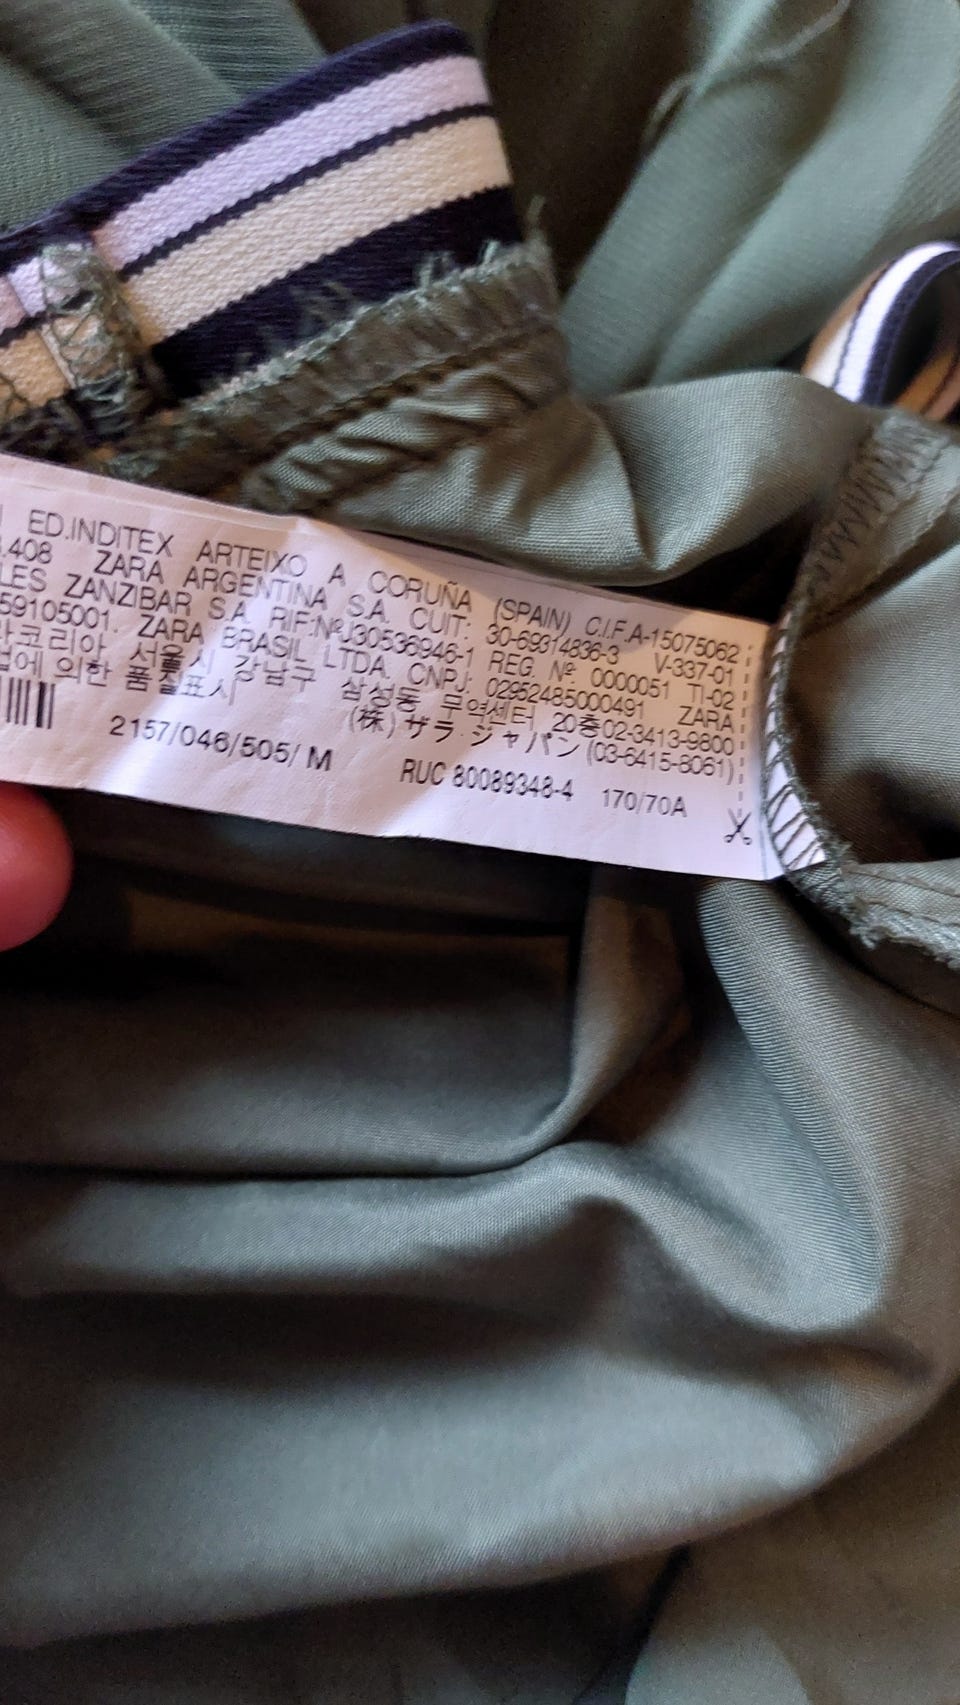 ED.INDITEX ARTEIXO A CORUÑA (SPAIN) C.I.F.A-15075062
.408 ZARA ARGENTINA S.A. CUIT: 30-69314836-3 V-337-01
LES ZANZIBAR S.A. RIF:NºJ30536946-1 REG. Nº 0000051 TI-02
59105001. ZARA BRASIL LTDA. CNPJ: 02952485000491 ZARA
코리아 서울시 강남구 삼성동 무역센터 20층02-3413-9800
에 의한 품질표시 (株) ザラ・ジャパン (03-6415-8061)
2157/046/505/ M RUC 80089348-4 170/70A